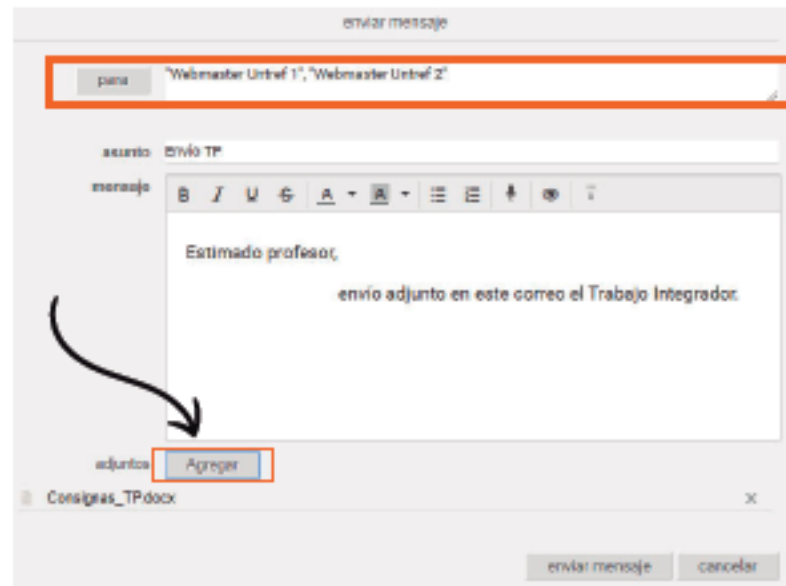 enviar mensaje
para "Webmaster Untref 1", "Webmaster Untref 2"
asunto Envío TP
mensaje B I U S A A
Estimado profesor,
envío adjunto en este correo el Trabajo Integrador.
adjuntos Agregar
Consignas_TP.docx ×
enviar mensaje cancelar